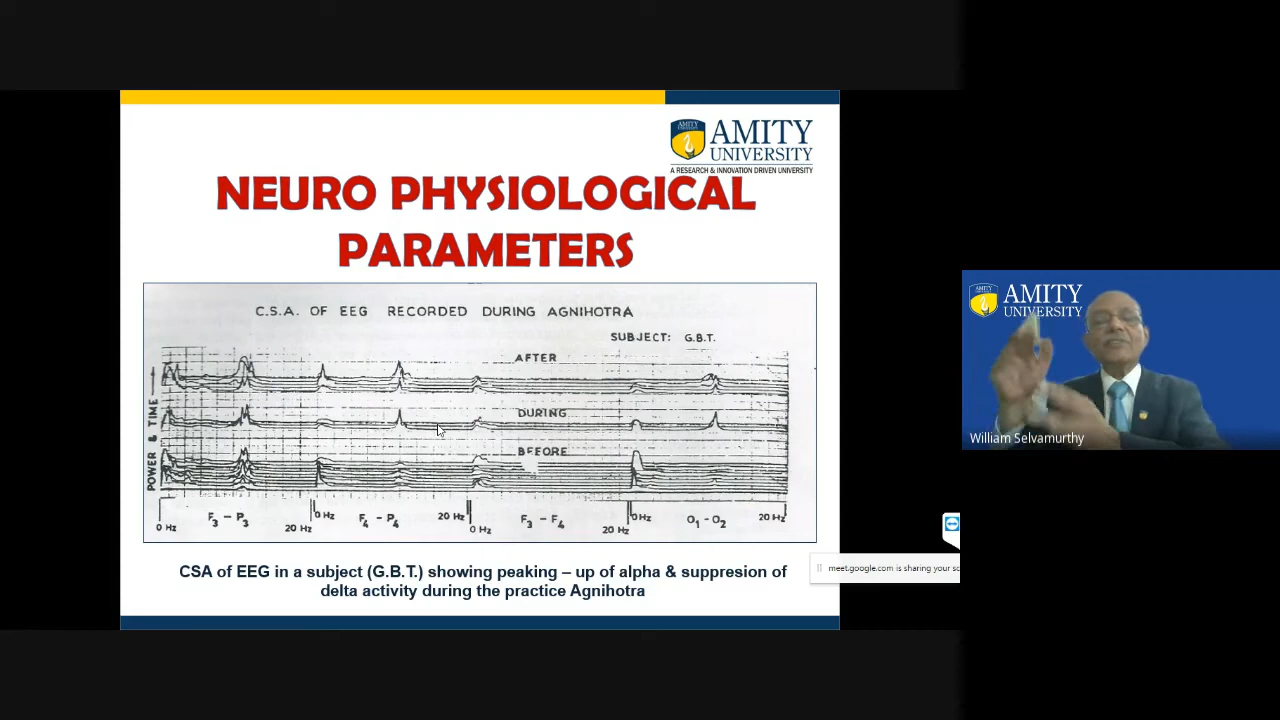 AMITY
UNIVERSITY
A RESEARCH & INNOVATION DRIVEN UNIVERSITY
NEURO PHYSIOLOGICAL
PARAMETERS
C.S.A. OF EEG RECORDED DURING AGNIHOTRA
SUBJECT: G.B.T.
AFTER
DURING
BEFORE
POWER & TIME
F3 – P3
F4 – P4
F3 – F4
O1 – O2
0 Hz
20 Hz
0 Hz
20 Hz
0 Hz
20 Hz
0 Hz
20 Hz
CSA of EEG in a subject (G.B.T.) showing peaking – up of alpha & suppresion of
delta activity during the practice Agnihotra
meet.google.com is sharing your sc
AMITY
UNIVERSITY
William Selvamurthy